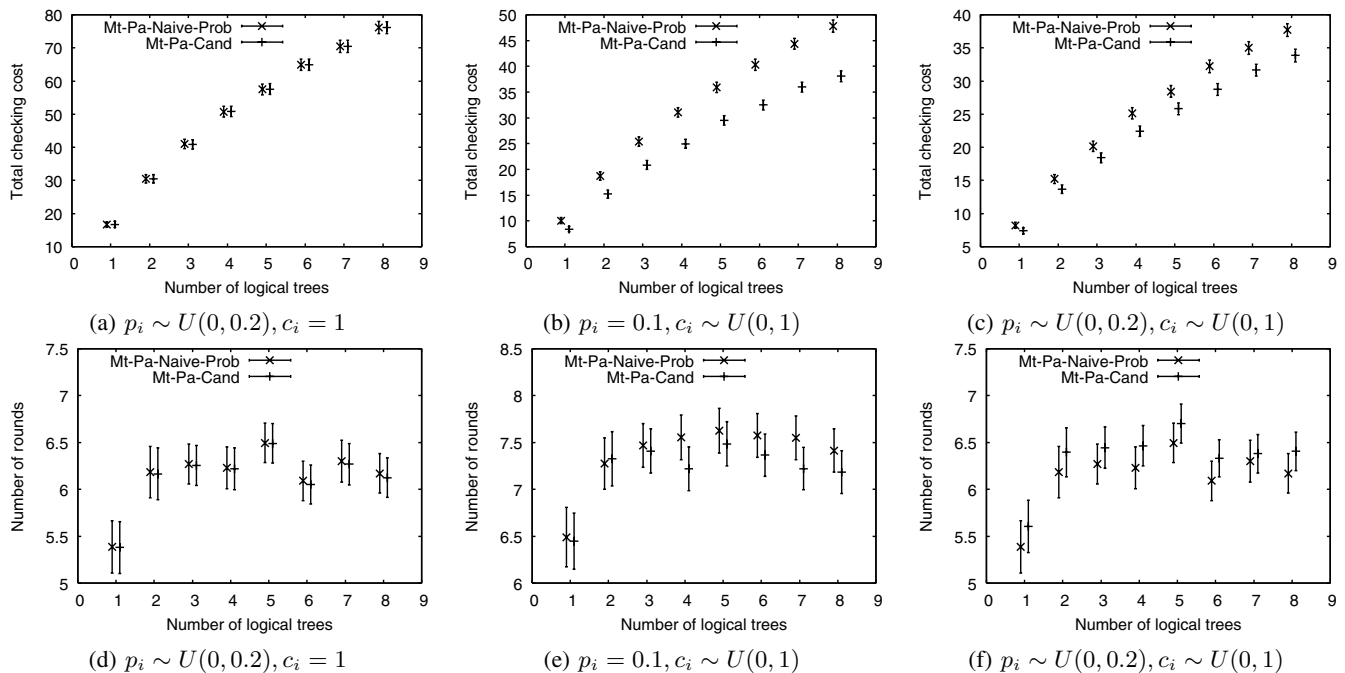 Total checking cost
80
70
60
50
40
30
20
10
Mt-Pa-Naive-Prob
Mt-Pa-Cand
0 1 2 3 4 5 6 7 8 9
Number of logical trees
(a) p_i ∼ U(0, 0.2), c_i = 1
Total checking cost
50
45
40
35
30
25
20
15
10
5
Mt-Pa-Naive-Prob
Mt-Pa-Cand
0 1 2 3 4 5 6 7 8 9
Number of logical trees
(b) p_i = 0.1, c_i ∼ U(0, 1)
Total checking cost
40
35
30
25
20
15
10
5
Mt-Pa-Naive-Prob
Mt-Pa-Cand
0 1 2 3 4 5 6 7 8 9
Number of logical trees
(c) p_i ∼ U(0, 0.2), c_i ∼ U(0, 1)
Number of rounds
7.5
7
6.5
6
5.5
5
Mt-Pa-Naive-Prob
Mt-Pa-Cand
0 1 2 3 4 5 6 7 8 9
Number of logical trees
(d) p_i ∼ U(0, 0.2), c_i = 1
Number of rounds
8.5
8
7.5
7
6.5
6
Mt-Pa-Naive-Prob
Mt-Pa-Cand
0 1 2 3 4 5 6 7 8 9
Number of logical trees
(e) p_i = 0.1, c_i ∼ U(0, 1)
Number of rounds
7.5
7
6.5
6
5.5
5
Mt-Pa-Naive-Prob
Mt-Pa-Cand
0 1 2 3 4 5 6 7 8 9
Number of logical trees
(f) p_i ∼ U(0, 0.2), c_i ∼ U(0, 1)